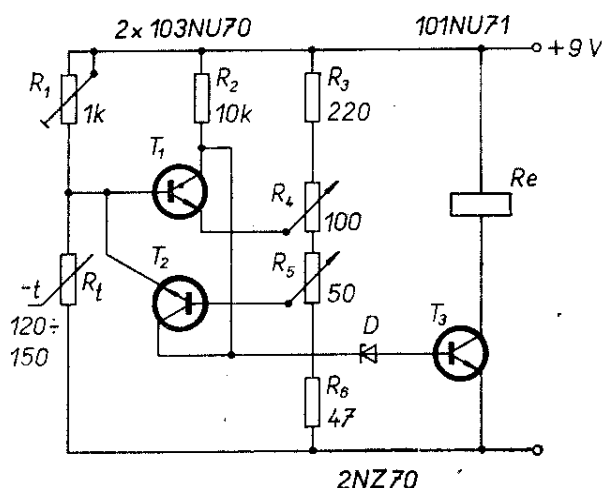 2 x 103NU70
101NU71
+9 V
R1
1k
R2
10k
R3
220
T1
R4
100
Re
T2
R5
50
-t
Rt
120÷
150
D
T3
R6
47
2NZ70